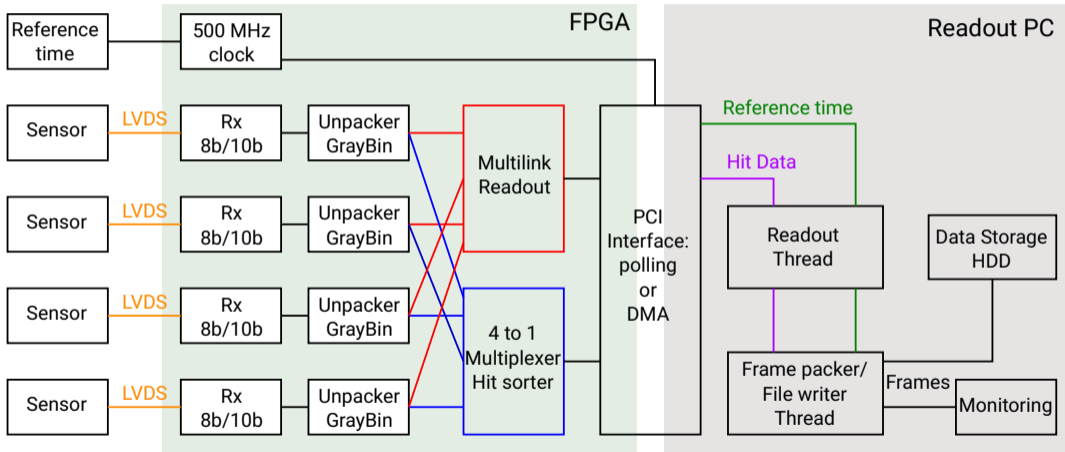 FPGA
Readout PC
Reference
time
500 MHz
clock
Sensor
LVDS
Rx
8b/10b
Unpacker
GrayBin
Sensor
LVDS
Rx
8b/10b
Unpacker
GrayBin
Sensor
LVDS
Rx
8b/10b
Unpacker
GrayBin
Sensor
LVDS
Rx
8b/10b
Unpacker
GrayBin
Multilink
Readout
4 to 1
Multiplexer
Hit sorter
PCI
Interface:
polling
or
DMA
Reference time
Hit Data
Readout
Thread
Data Storage
HDD
Frame packer/
File writer
Thread
Frames
Monitoring